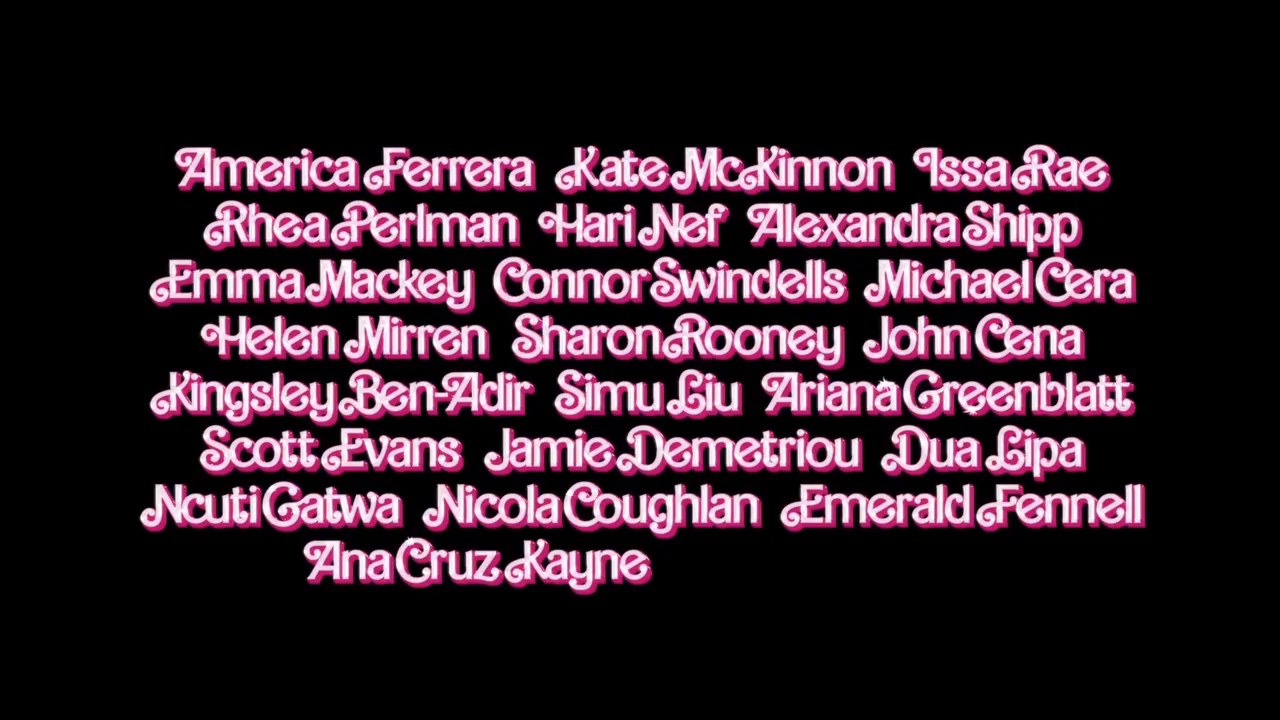 America Ferrera Kate McKinnon Issa Rae
Rhea Perlman Hari Nef Alexandra Shipp
Emma Mackey Connor Swindells Michael Cera
Helen Mirren Sharon Rooney John Cena
Kingsley Ben-Adir Simu Liu Ariana Greenblatt
Scott Evans Jamie Demetriou Dua Lipa
Ncuti Gatwa Nicola Coughlan Emerald Fennell
Ana Cruz Kayne